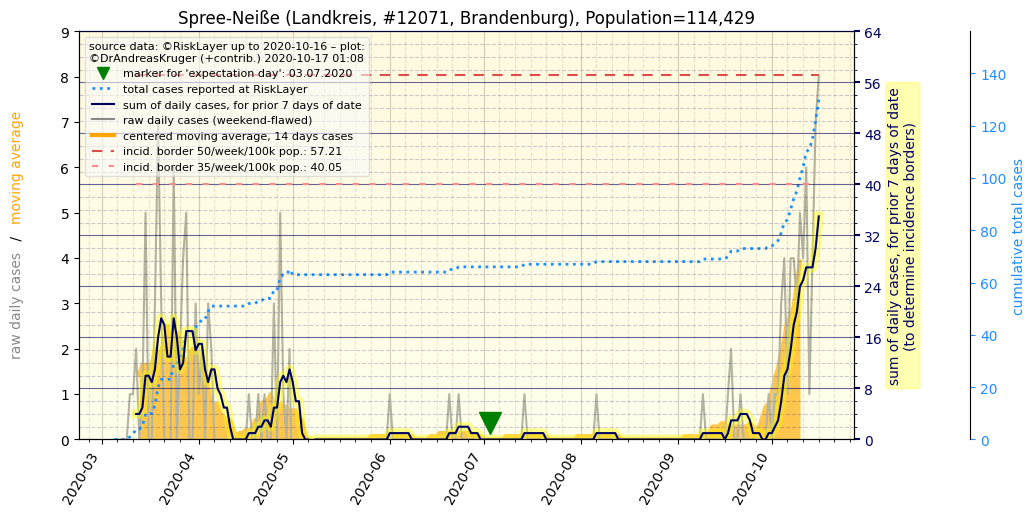 Spree-Neiße (Landkreis, #12071, Brandenburg), Population=114,429
source data: ©RiskLayer up to 2020-10-16 – plot:
©DrAndreasKruger (+contrib.) 2020-10-17 01:08
marker for 'expectation day': 03.07.2020
total cases reported at RiskLayer
sum of daily cases, for prior 7 days of date
raw daily cases (weekend-flawed)
centered moving average, 14 days cases
incid. border 50/week/100k pop.: 57.21
incid. border 35/week/100k pop.: 40.05
raw daily cases / moving average
9
8
7
6
5
4
3
2
1
0
2020-03
2020-04
2020-05
2020-06
2020-07
2020-08
2020-09
2020-10
64
56
48
40
32
24
16
8
0
sum of daily cases, for prior 7 days of date
(to determine incidence borders)
140
120
100
80
60
40
20
0
cumulative total cases